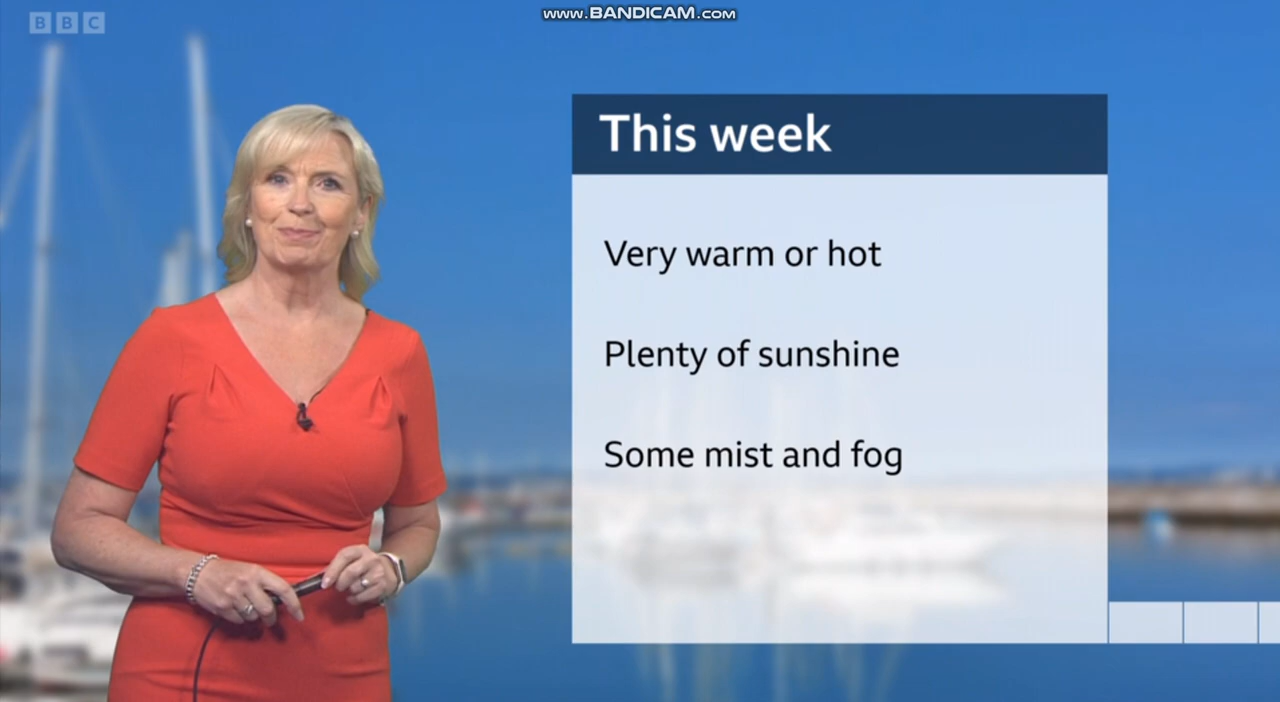 BBC
www.BANDICAM.com
This week
Very warm or hot
Plenty of sunshine
Some mist and fog